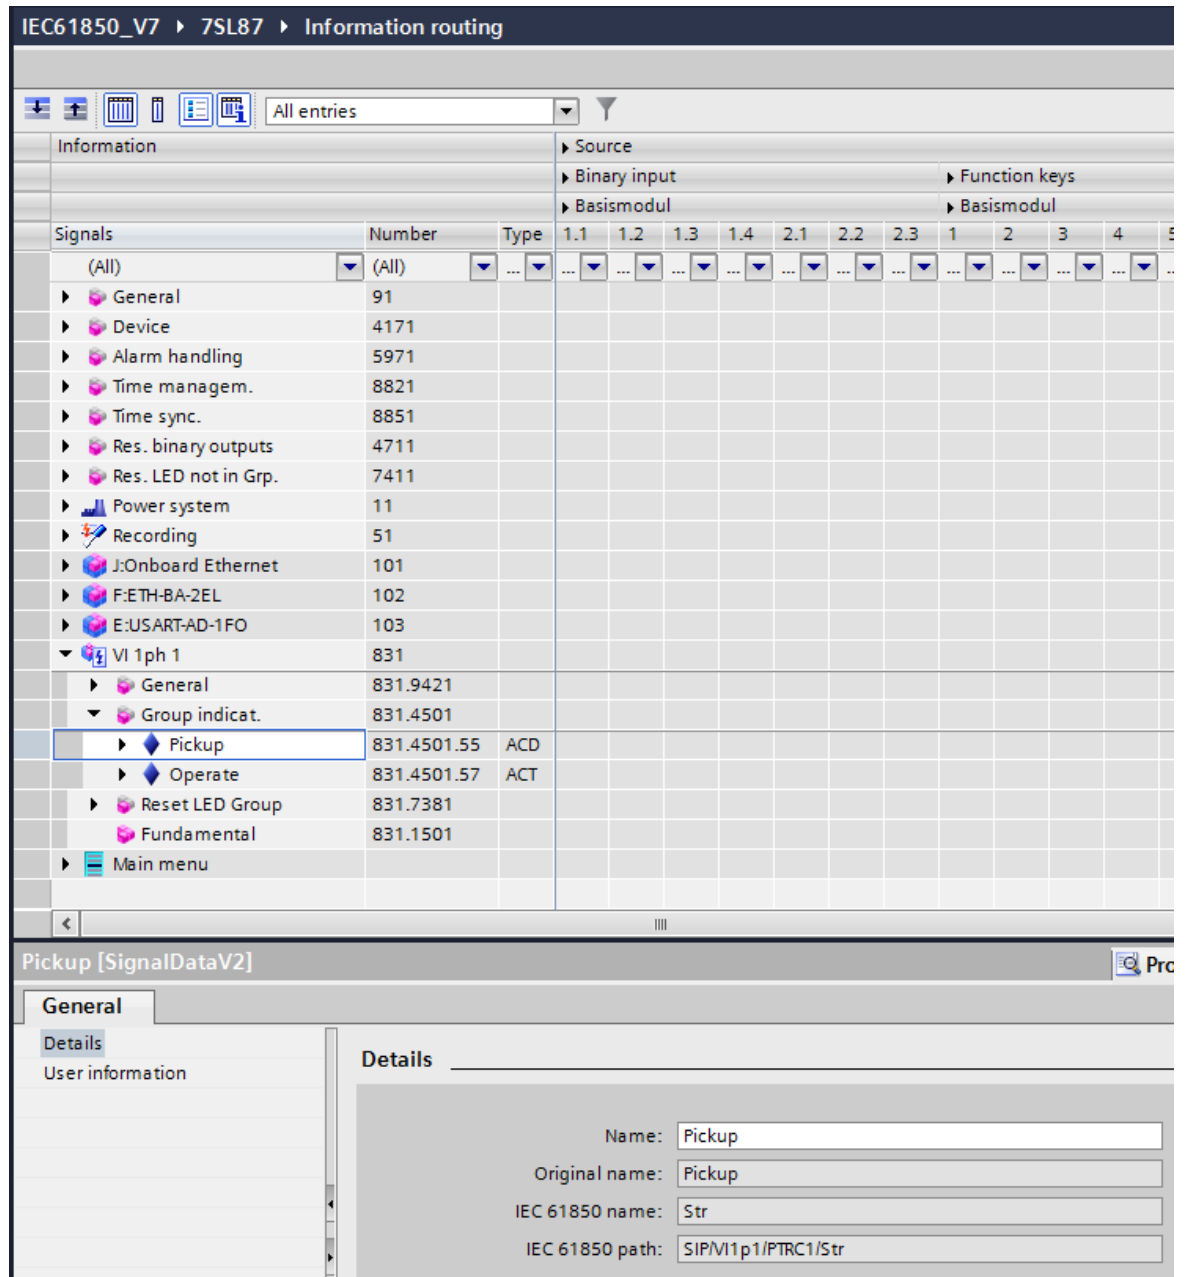 IEC61850_V7 ▸ 7SL87 ▸ Information routing
All entries
Information Source
Binary input Function keys
Basismodul Basismodul
Signals Number Type 1.1 1.2 1.3 1.4 2.1 2.2 2.3 1 2 3 4 5
(All) (All) ... ... ... ... ... ... ... ... ... ... ... ...
General 91
Device 4171
Alarm handling 5971
Time managem. 8821
Time sync. 8851
Res. binary outputs 4711
Res. LED not in Grp. 7411
Power system 11
Recording 51
J:Onboard Ethernet 101
F:ETH-BA-2EL 102
E:USART-AD-1FO 103
VI 1ph 1 831
General 831.9421
Group indicat. 831.4501
Pickup 831.4501.55 ACD
Operate 831.4501.57 ACT
Reset LED Group 831.7381
Fundamental 831.1501
Main menu
Pickup [SignalDataV2] Pro
General
Details
User information
Details
Name: Pickup
Original name: Pickup
IEC 61850 name: Str
IEC 61850 path: SIP/VI1p1/PTRC1/Str